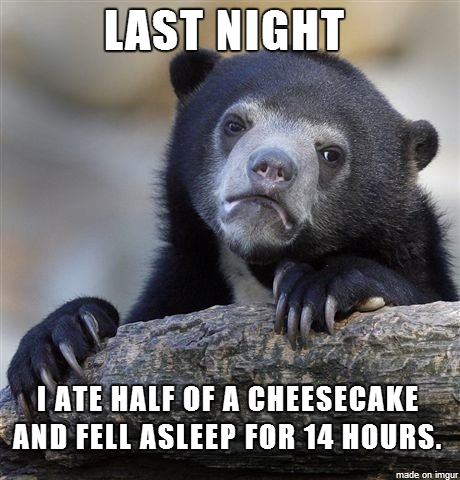 LAST NIGHT
I ATE HALF OF A CHEESECAKE
AND FELL ASLEEP FOR 14 HOURS.
made on imgur